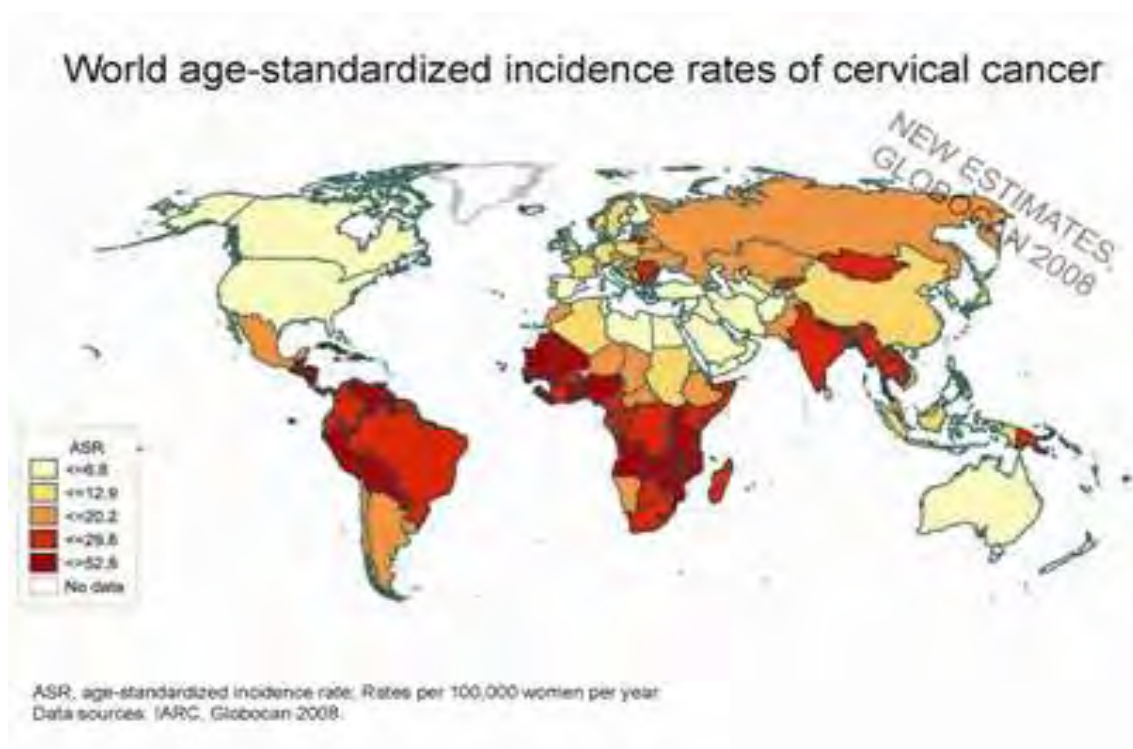 World age-standardized incidence rates of cervical cancer
NEW ESTIMATES,
GLOBOCAN 2008
ASR
<=6.8
<=12.9
<=20.2
<=29.8
<=52.8
No data
ASR, age-standardized incidence rate; Rates per 100,000 women per year
Data sources: IARC, Globocan 2008.